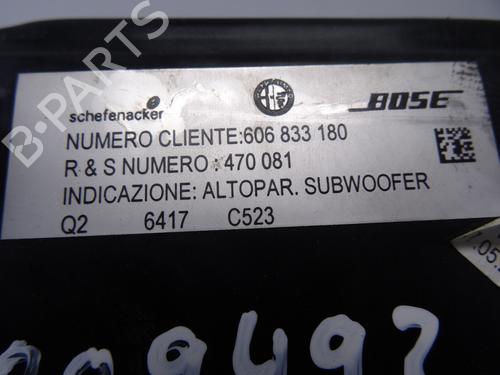 B-PARTS
schefenacker
BOSE
NUMERO CLIENTE:606 833 180
R & S NUMERO :470 081
INDICAZIONE: ALTOPAR. SUBWOOFER
Q2 6417 C523